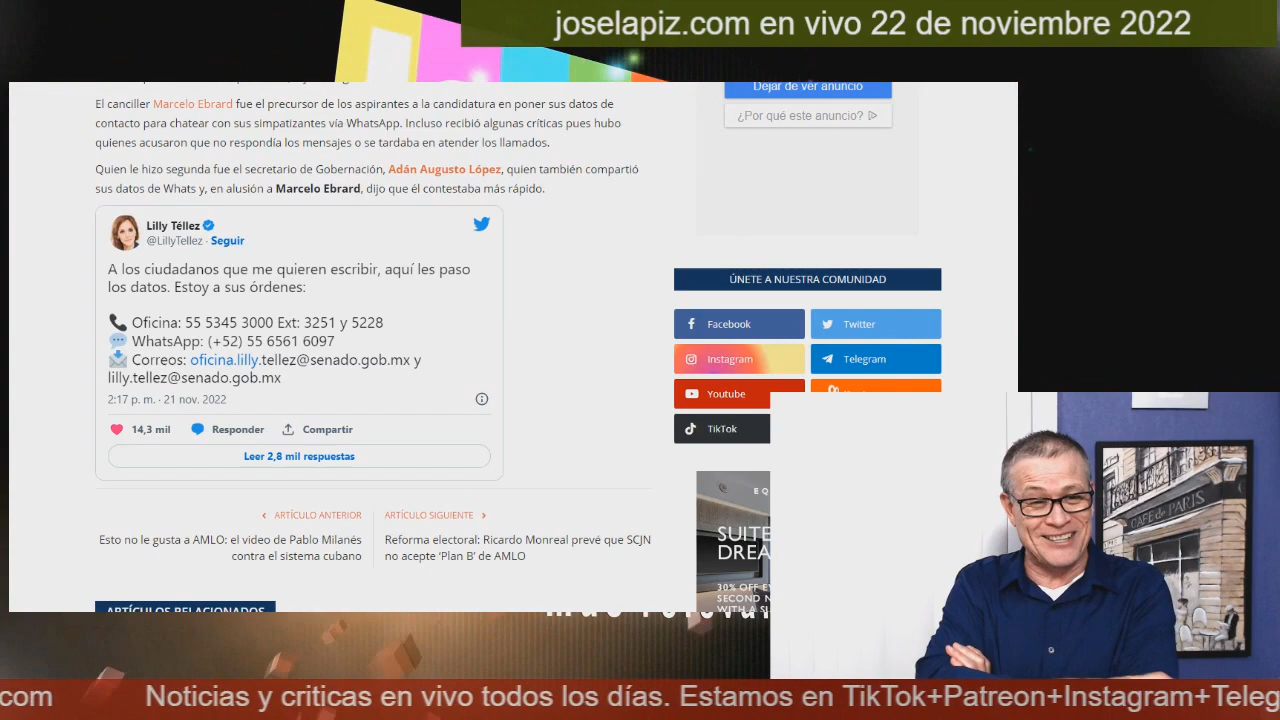 joselapiz.com en vivo 22 de noviembre 2022
Dejar de ver anuncio
¿Por qué este anuncio?
El canciller Marcelo Ebrard fue el precursor de los aspirantes a la candidatura en poner sus datos de
contacto para chatear con sus simpatizantes vía WhatsApp. Incluso recibió algunas críticas pues hubo
quienes acusaron que no respondía los mensajes o se tardaba en atender los llamados.
Quien le hizo segunda fue el secretario de Gobernación, Adán Augusto López, quien también compartió
sus datos de Whats y, en alusión a Marcelo Ebrard, dijo que él contestaba más rápido.
Lilly Téllez
@LillyTellez · Seguir
A los ciudadanos que me quieren escribir, aquí les paso
los datos. Estoy a sus órdenes:
Oficina: 55 5345 3000 Ext: 3251 y 5228
WhatsApp: (+52) 55 6561 6097
Correos: oficina.lilly.tellez@senado.gob.mx y
lilly.tellez@senado.gob.mx
2:17 p. m. · 21 nov. 2022
14,3 mil Responder Compartir
Leer 2,8 mil respuestas
ARTÍCULO ANTERIOR
Esto no le gusta a AMLO: el video de Pablo Milanés
contra el sistema cubano
ARTÍCULO SIGUIENTE
Reforma electoral: Ricardo Monreal prevé que SCJN
no acepte ‘Plan B’ de AMLO
ARTÍCULOS RELACIONADOS
ÚNETE A NUESTRA COMUNIDAD
Facebook Twitter
Instagram Telegram
Youtube
TikTok
EQ
SUITE
DREA
30% OFF E
SECOND N
WITH A S
CAFE de PARIS
.com Noticias y criticas en vivo todos los días. Estamos en TikTok+Patreon+Instagram+Teleg